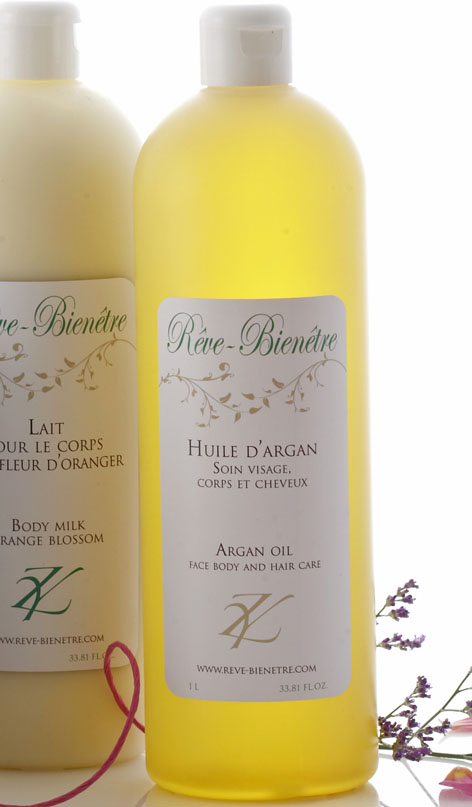 ve-Bienêtre
Lait
our le corps
fleur d'oranger
Body milk
range blossom
ww.reve-bienetre.com
33,81 fl.o
Rêve-Bienêtre
Huile d'argan
Soin visage,
corps et cheveux
Argan oil
face body and hair care
www.reve-bienetre.com
1 L 33,81 fl.oz.